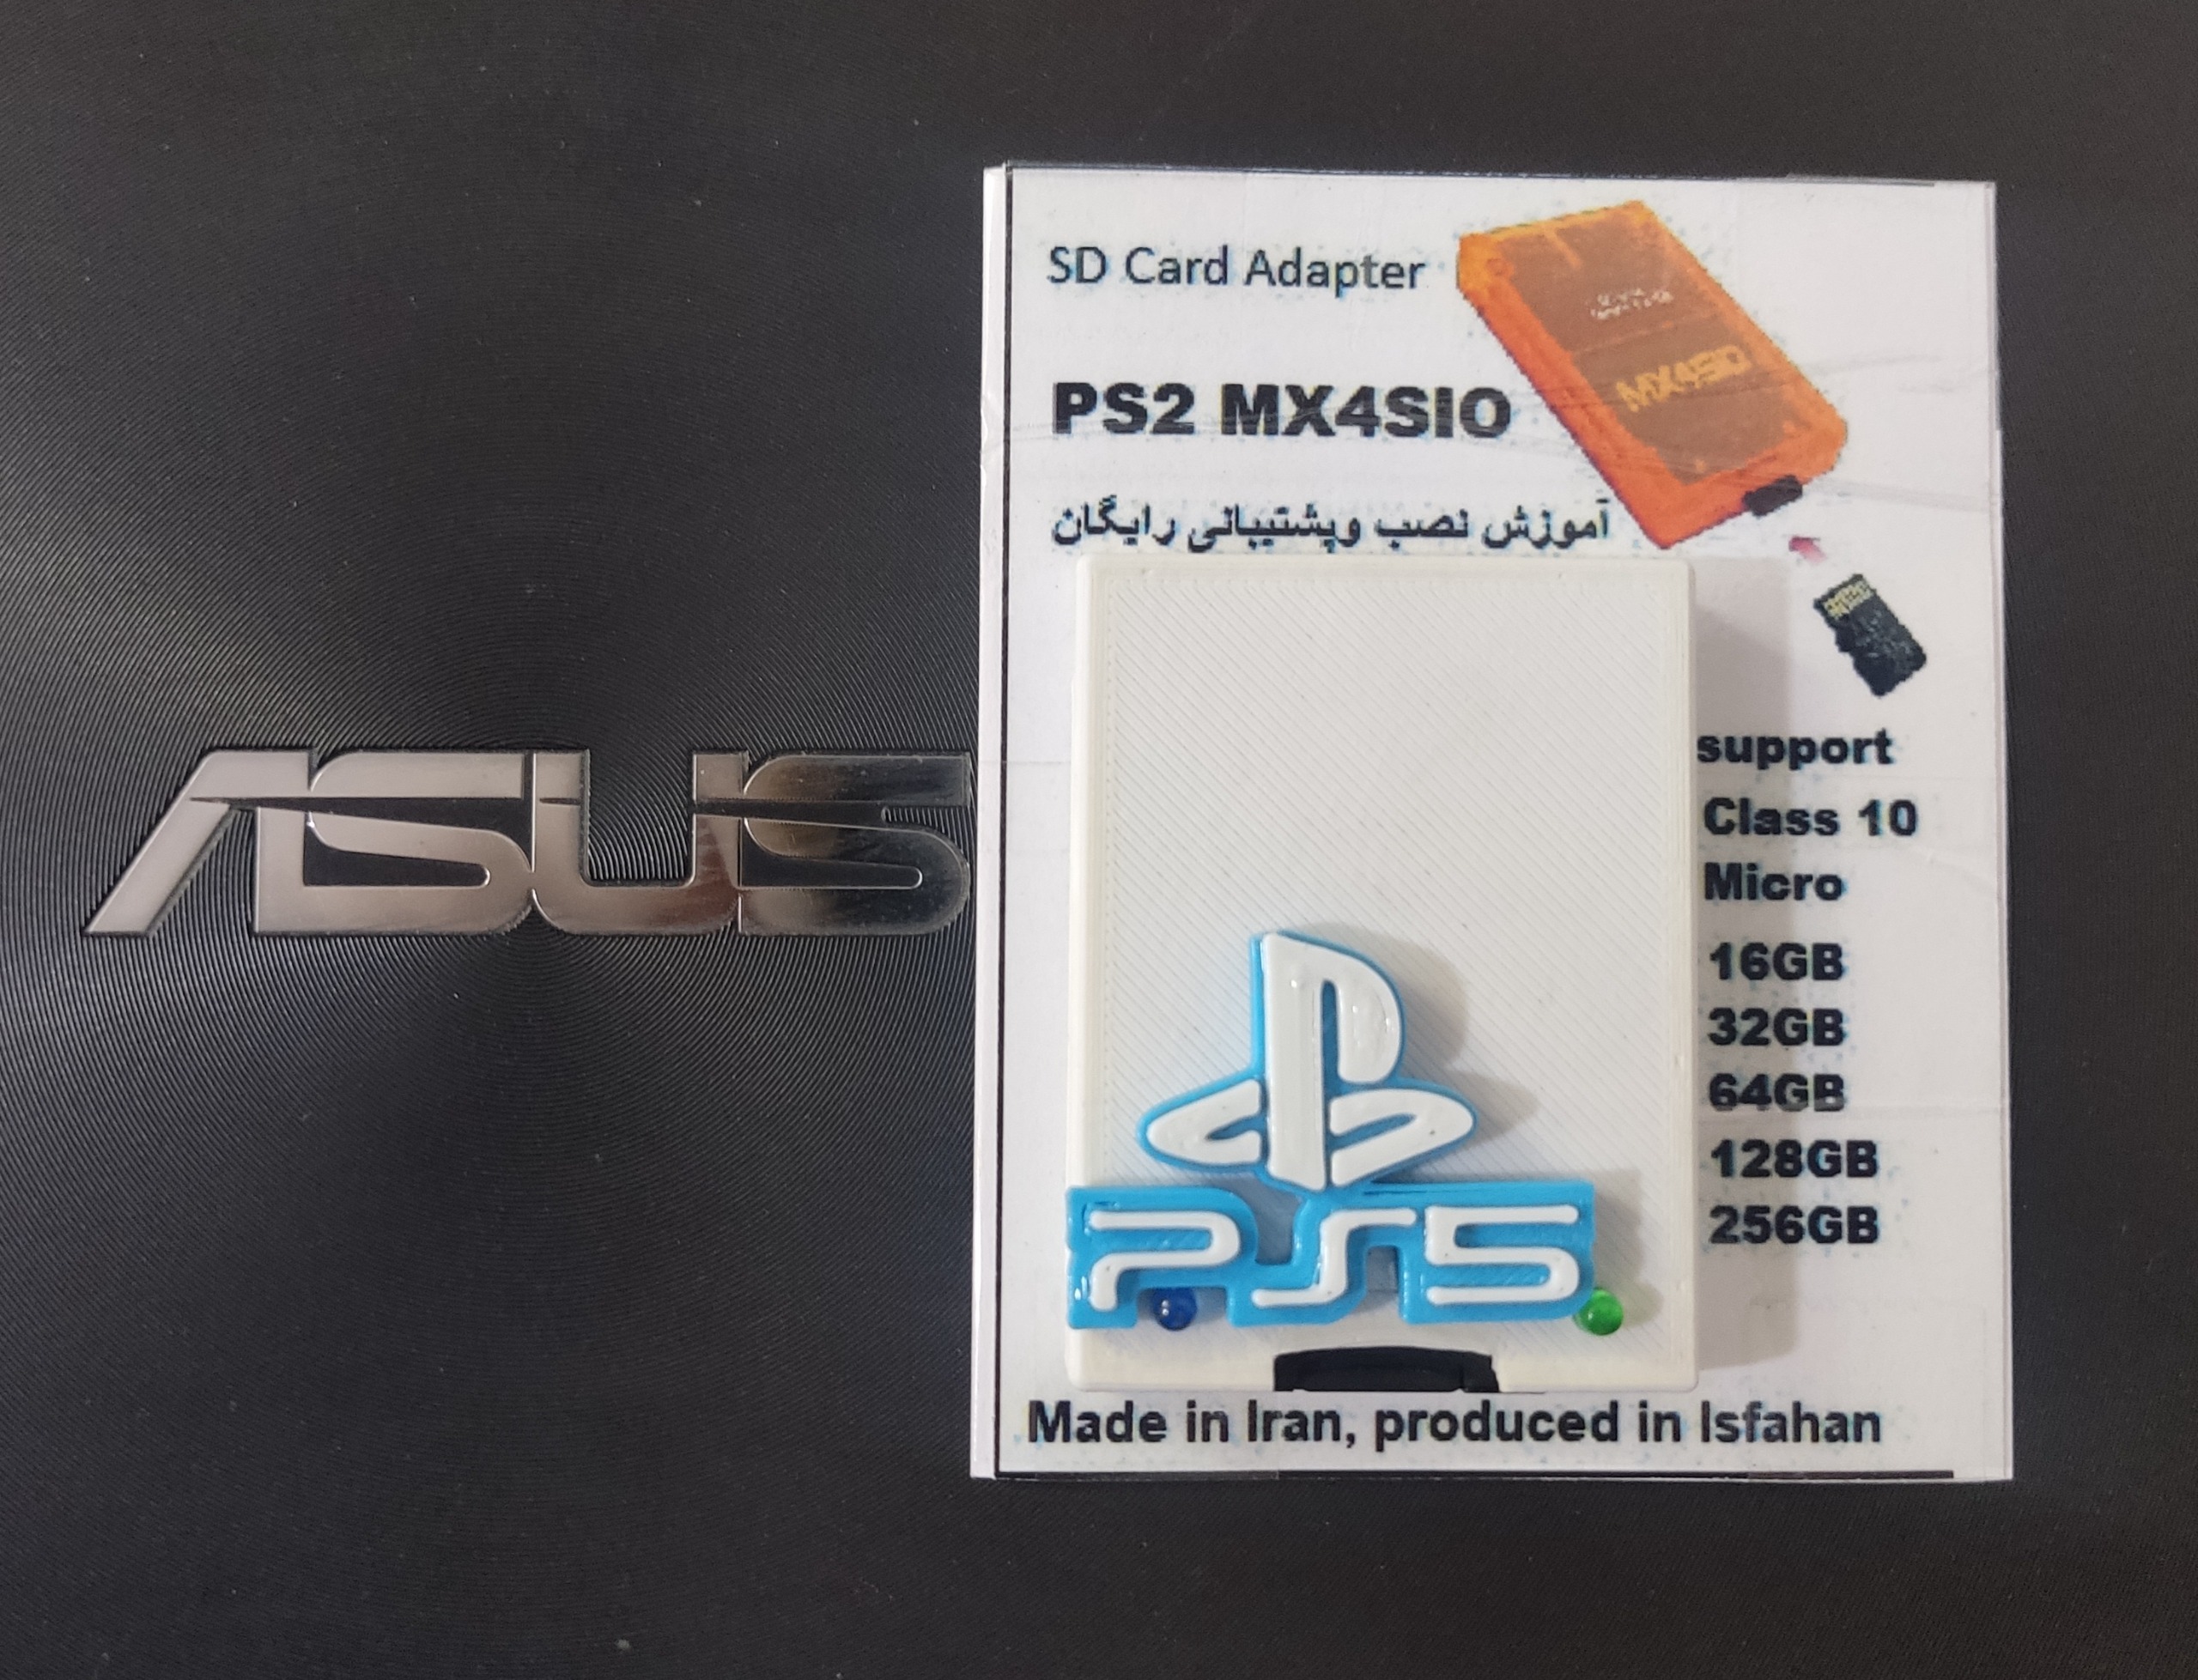 ASUS
SD Card Adapter
PS2 MX4SIO
MX4SIO
آموزش نصب وپشتیبانی رایگان
support
Class 10
Micro
16GB
32GB
64GB
128GB
256GB
PS5
Made in Iran, produced in Isfahan